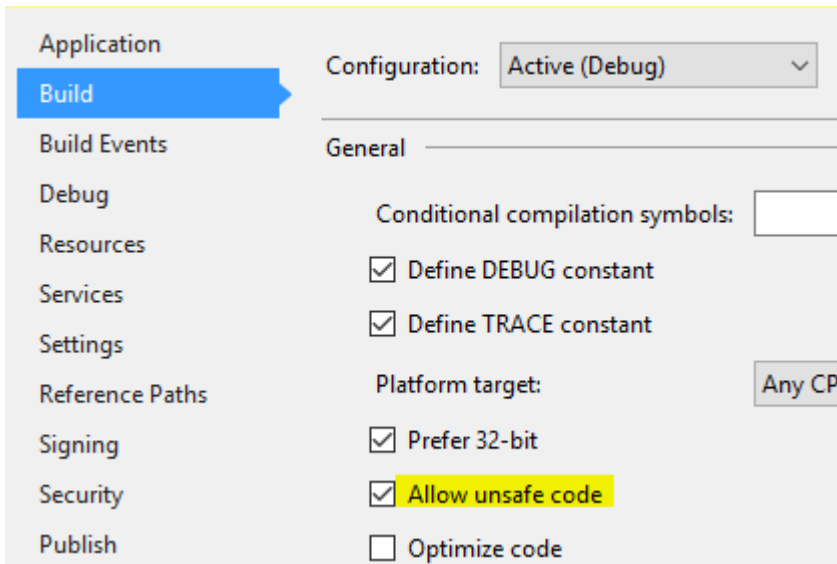 Application
Build
Build Events
Debug
Resources
Services
Settings
Reference Paths
Signing
Security
Publish
Configuration: Active (Debug)
General
Conditional compilation symbols:
Define DEBUG constant
Define TRACE constant
Platform target: Any CP
Prefer 32-bit
Allow unsafe code
Optimize code